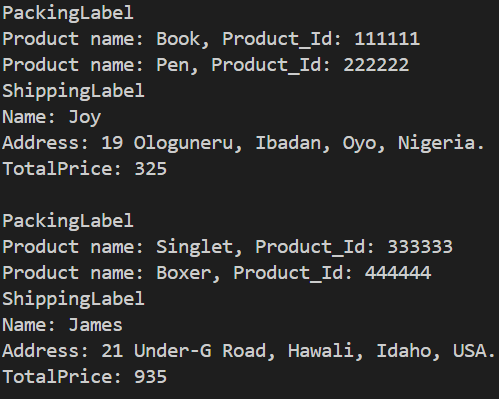 PackingLabel
Product name: Book, Product_Id: 111111
Product name: Pen, Product_Id: 222222
ShippingLabel
Name: Joy
Address: 19 Ologuneru, Ibadan, Oyo, Nigeria.
TotalPrice: 325

PackingLabel
Product name: Singlet, Product_Id: 333333
Product name: Boxer, Product_Id: 444444
ShippingLabel
Name: James
Address: 21 Under-G Road, Hawali, Idaho, USA.
TotalPrice: 935